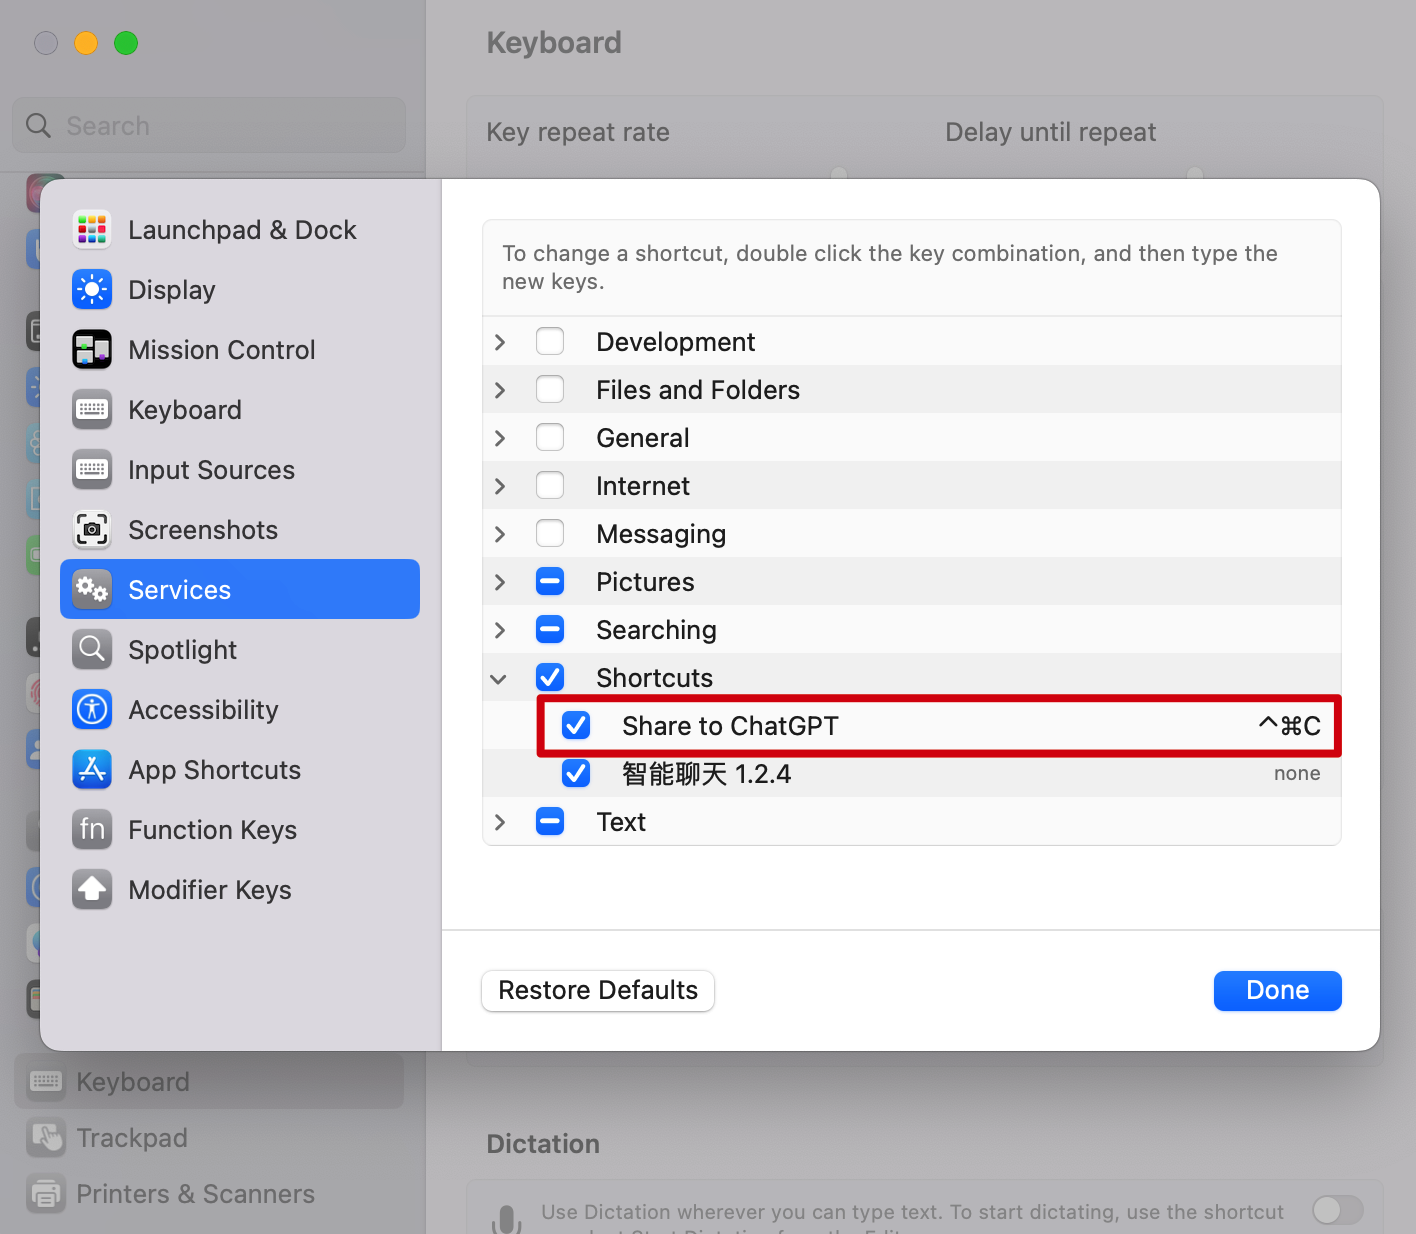 Keyboard
Search
Key repeat rate
Delay until repeat
Launchpad & Dock
Display
Mission Control
Keyboard
Input Sources
Screenshots
Services
Spotlight
Accessibility
App Shortcuts
fn Function Keys
Modifier Keys
To change a shortcut, double click the key combination, and then type the
new keys.
Development
Files and Folders
General
Internet
Messaging
Pictures
Searching
Shortcuts
Share to ChatGPT ^⌘C
智能聊天 1.2.4 none
Text
Restore Defaults
Done
Keyboard
Trackpad
Printers & Scanners
Dictation
Use Dictation wherever you can type text. To start dictating, use the shortcut